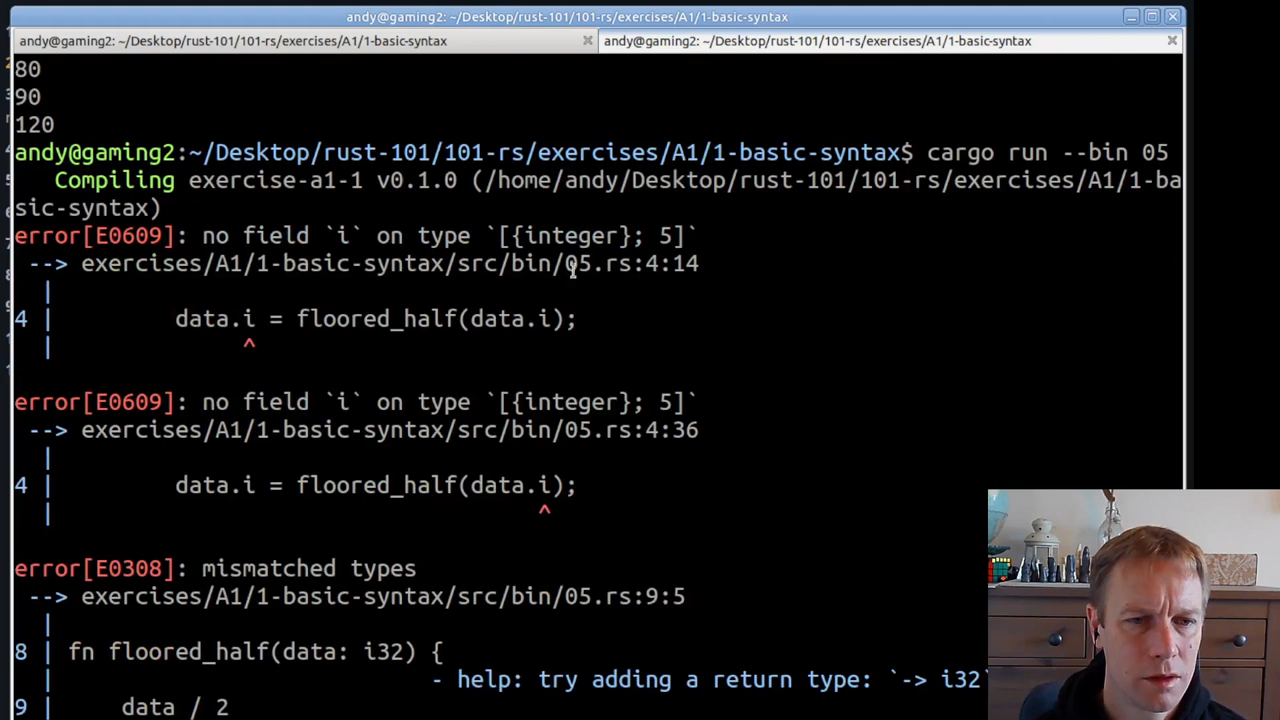 andy@gaming2: ~/Desktop/rust-101/101-rs/exercises/A1/1-basic-syntax
andy@gaming2: ~/Desktop/rust-101/101-rs/exercises/A1/1-basic-syntax andy@gaming2: ~/Desktop/rust-101/101-rs/exercises/A1/1-basic-syntax
80
90
120
andy@gaming2:~/Desktop/rust-101/101-rs/exercises/A1/1-basic-syntax$ cargo run --bin 05
   Compiling exercise-a1-1 v0.1.0 (/home/andy/Desktop/rust-101/101-rs/exercises/A1/1-ba
sic-syntax)
error[E0609]: no field `i` on type `[{integer}; 5]`
 --> exercises/A1/1-basic-syntax/src/bin/05.rs:4:14
  |
4 |         data.i = floored_half(data.i);
  |              ^
error[E0609]: no field `i` on type `[{integer}; 5]`
 --> exercises/A1/1-basic-syntax/src/bin/05.rs:4:36
  |
4 |         data.i = floored_half(data.i);
  |                                    ^
error[E0308]: mismatched types
 --> exercises/A1/1-basic-syntax/src/bin/05.rs:9:5
  |
8 | fn floored_half(data: i32) {
  |                            - help: try adding a return type: `-> i32`
9 |     data / 2